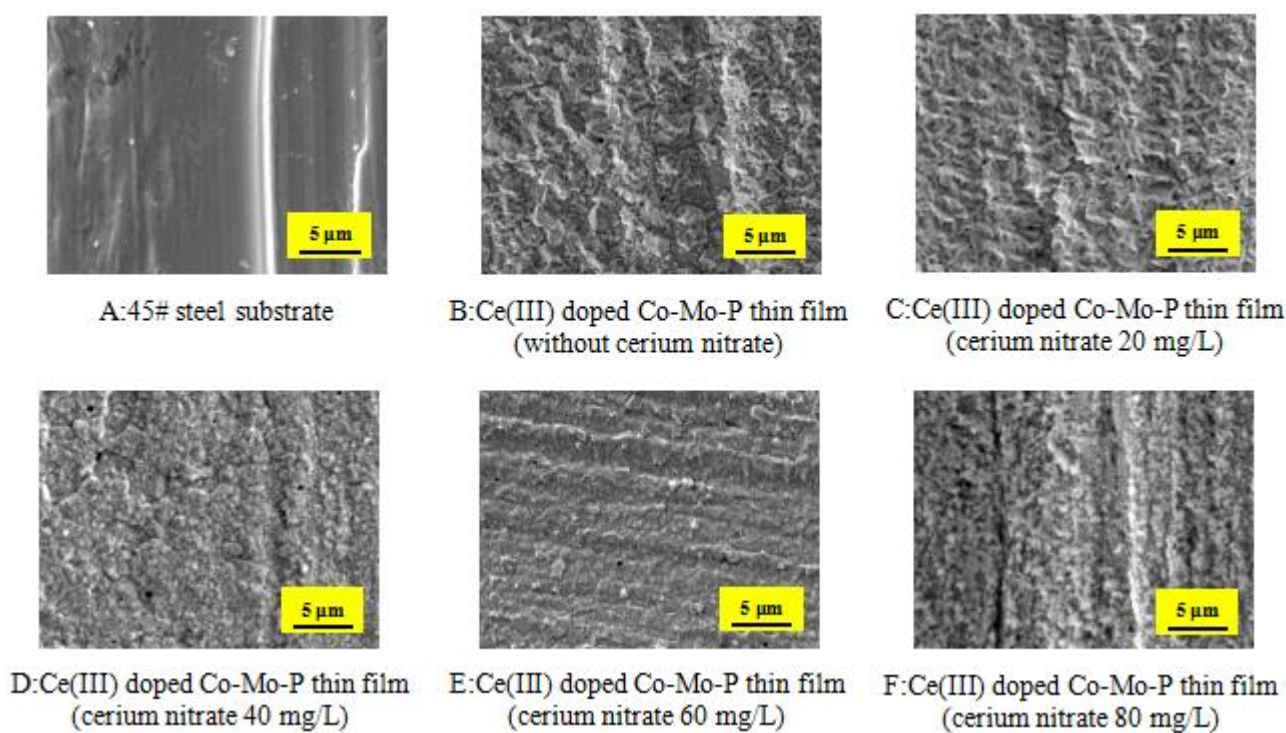 5 μm
5 μm
5 μm
A:45# steel substrate
B:Ce(III) doped Co-Mo-P thin film
(without cerium nitrate)
C:Ce(III) doped Co-Mo-P thin film
(cerium nitrate 20 mg/L)
5 μm
5 μm
5 μm
D:Ce(III) doped Co-Mo-P thin film
(cerium nitrate 40 mg/L)
E:Ce(III) doped Co-Mo-P thin film
(cerium nitrate 60 mg/L)
F:Ce(III) doped Co-Mo-P thin film
(cerium nitrate 80 mg/L)